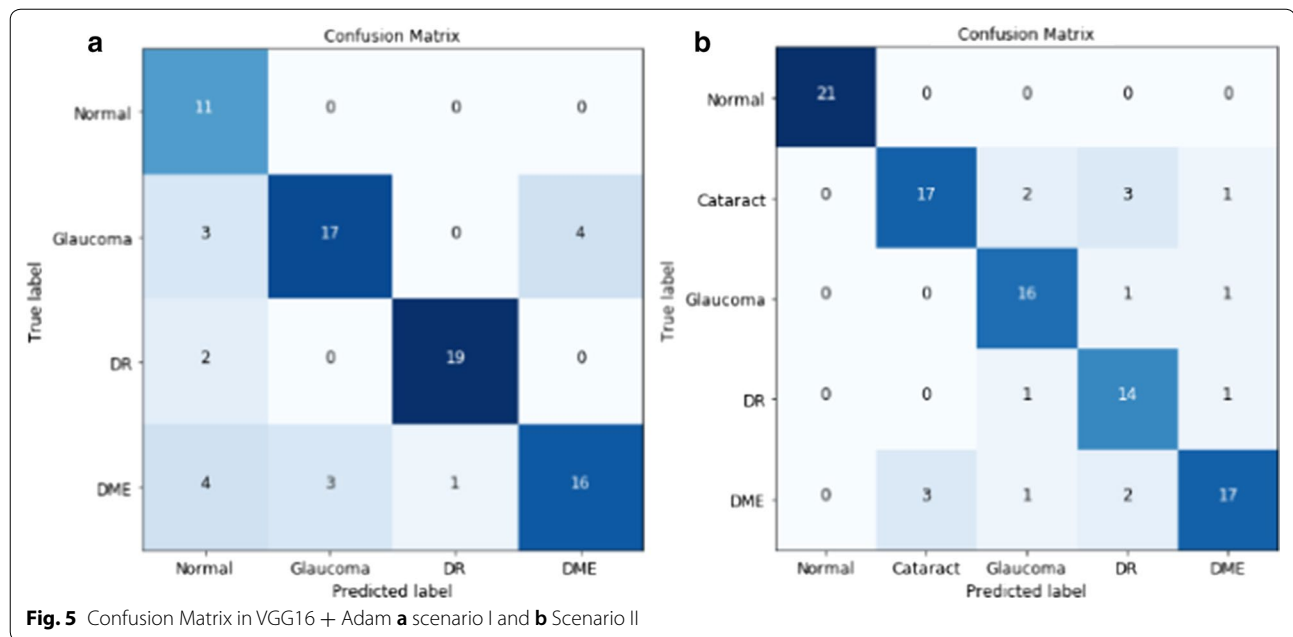 a
Confusion Matrix
Normal 11 0 0 0
Glaucoma 3 17 0 4
DR 2 0 19 0
DME 4 3 1 16
True label
Normal Glaucoma DR DME
Predicted label
b
Confusion Matrix
Normal 21 0 0 0 0
Cataract 0 17 2 3 1
Glaucoma 0 0 16 1 1
DR 0 0 1 14 1
DME 0 3 1 2 17
True label
Normal Cataract Glaucoma DR DME
Predicted label
Fig. 5 Confusion Matrix in VGG16 + Adam a scenario I and b Scenario II